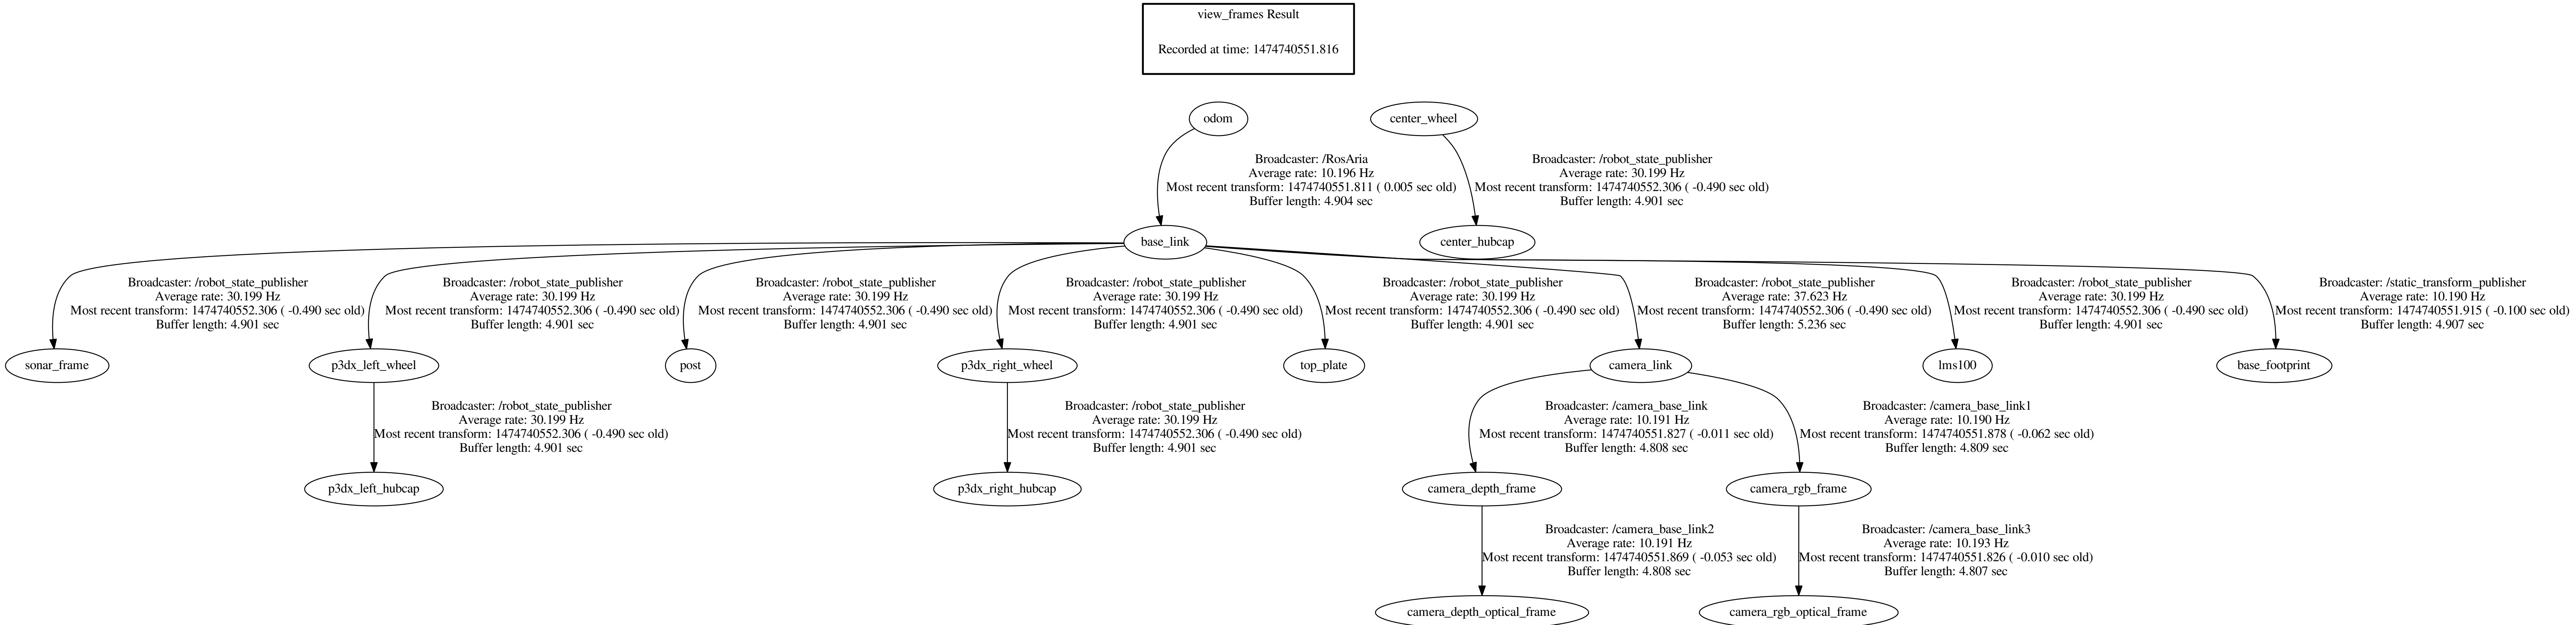 view_frames Result
Recorded at time: 1474740551.816
odom
center_wheel
Broadcaster: /RosAria
Average rate: 10.196 Hz
Most recent transform: 1474740551.811 ( 0.005 sec old)
Buffer length: 4.904 sec
Broadcaster: /robot_state_publisher
Average rate: 30.199 Hz
Most recent transform: 1474740552.306 ( -0.490 sec old)
Buffer length: 4.901 sec
base_link
center_hubcap
Broadcaster: /robot_state_publisher
Average rate: 30.199 Hz
Most recent transform: 1474740552.306 ( -0.490 sec old)
Buffer length: 4.901 sec
Broadcaster: /robot_state_publisher
Average rate: 30.199 Hz
Most recent transform: 1474740552.306 ( -0.490 sec old)
Buffer length: 4.901 sec
Broadcaster: /robot_state_publisher
Average rate: 30.199 Hz
Most recent transform: 1474740552.306 ( -0.490 sec old)
Buffer length: 4.901 sec
Broadcaster: /robot_state_publisher
Average rate: 30.199 Hz
Most recent transform: 1474740552.306 ( -0.490 sec old)
Buffer length: 4.901 sec
Broadcaster: /robot_state_publisher
Average rate: 30.199 Hz
Most recent transform: 1474740552.306 ( -0.490 sec old)
Buffer length: 4.901 sec
Broadcaster: /robot_state_publisher
Average rate: 37.623 Hz
Most recent transform: 1474740552.306 ( -0.490 sec old)
Buffer length: 5.236 sec
Broadcaster: /robot_state_publisher
Average rate: 30.199 Hz
Most recent transform: 1474740552.306 ( -0.490 sec old)
Buffer length: 4.901 sec
Broadcaster: /static_transform_publisher
Average rate: 10.190 Hz
Most recent transform: 1474740551.915 ( -0.100 sec old)
Buffer length: 4.907 sec
sonar_frame
p3dx_left_wheel
post
p3dx_right_wheel
top_plate
camera_link
lms100
base_footprint
Broadcaster: /robot_state_publisher
Average rate: 30.199 Hz
Most recent transform: 1474740552.306 ( -0.490 sec old)
Buffer length: 4.901 sec
Broadcaster: /robot_state_publisher
Average rate: 30.199 Hz
Most recent transform: 1474740552.306 ( -0.490 sec old)
Buffer length: 4.901 sec
Broadcaster: /camera_base_link
Average rate: 10.191 Hz
Most recent transform: 1474740551.827 ( -0.011 sec old)
Buffer length: 4.808 sec
Broadcaster: /camera_base_link1
Average rate: 10.190 Hz
Most recent transform: 1474740551.878 ( -0.062 sec old)
Buffer length: 4.809 sec
p3dx_left_hubcap
p3dx_right_hubcap
camera_depth_frame
camera_rgb_frame
Broadcaster: /camera_base_link2
Average rate: 10.191 Hz
Most recent transform: 1474740551.869 ( -0.053 sec old)
Buffer length: 4.808 sec
Broadcaster: /camera_base_link3
Average rate: 10.193 Hz
Most recent transform: 1474740551.826 ( -0.010 sec old)
Buffer length: 4.807 sec
camera_depth_optical_frame
camera_rgb_optical_frame